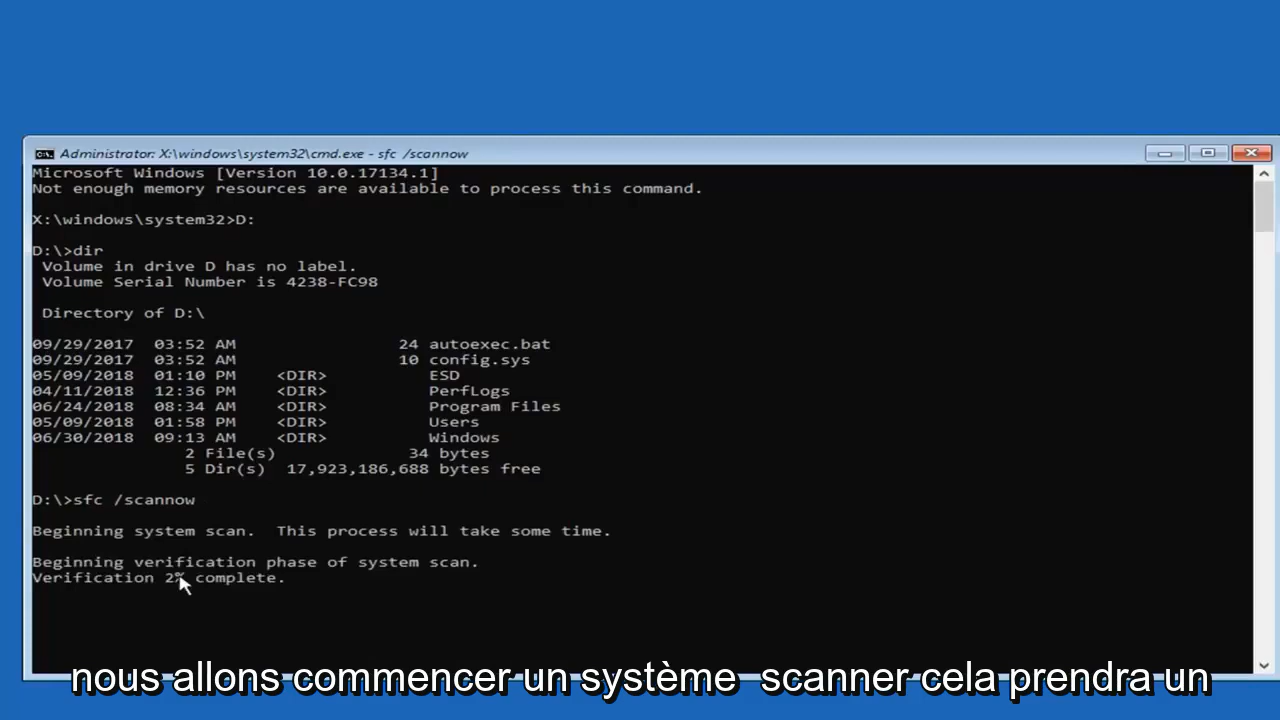 Administrator: X:\windows\system32\cmd.exe - sfc /scannow
Microsoft Windows [Version 10.0.17134.1]
Not enough memory resources are available to process this command.
X:\windows\system32>D:
D:\>dir
Volume in drive D has no label.
Volume Serial Number is 4238-FC98
Directory of D:\
09/29/2017  03:52 AM                24 autoexec.bat
09/29/2017  03:52 AM                10 config.sys
05/09/2018  01:10 PM    <DIR>          ESD
04/11/2018  12:36 PM    <DIR>          PerfLogs
06/24/2018  08:34 AM    <DIR>          Program Files
05/09/2018  01:58 PM    <DIR>          Users
06/30/2018  09:13 AM    <DIR>          Windows
2 File(s)             34 bytes
5 Dir(s)  17,923,186,688 bytes free
D:\>sfc /scannow
Beginning system scan.  This process will take some time.
Beginning verification phase of system scan.
Verification 2% complete.
nous allons commencer un système  scanner cela prendra un